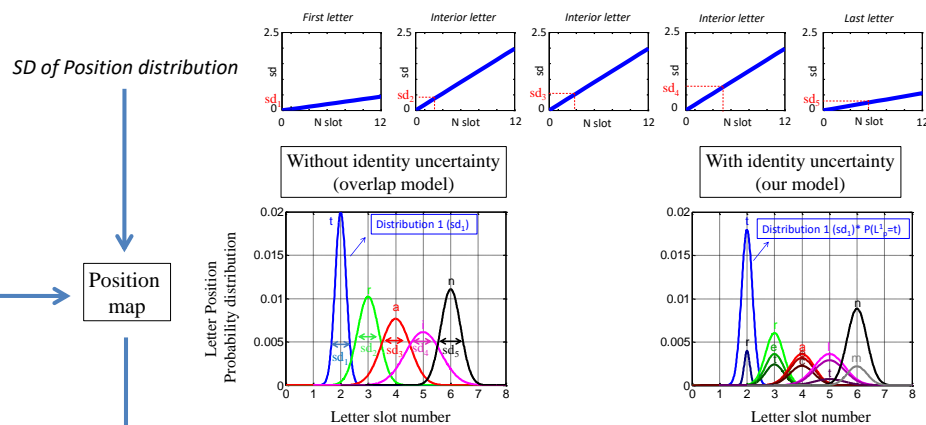 First letter
Interior letter
Interior letter
Interior letter
Last letter
SD of Position distribution
2.5
sd
sd1
0
0
12
N slot
2.5
sd
sd2
0
0
12
N slot
2.5
sd
sd3
0
0
12
N slot
2.5
sd
sd4
0
0
12
N slot
2.5
sd
sd5
0
0
12
N slot
Without identity uncertainty
(overlap model)
With identity uncertainty
(our model)
Position
map
Letter Position
Probability distribution
0.02
0.015
0.01
0.005
0
t
Distribution 1 (sd1)
r
a
i
n
sd1
sd2
sd3
sd4
sd5
0 1 2 3 4 5 6 7 8
Letter slot number
0.02
0.015
0.01
0.005
0
t
Distribution 1 (sd1)* P(L1p=t)
r
r
e
a
i
t
n
m
0 1 2 3 4 5 6 7 8
Letter slot number